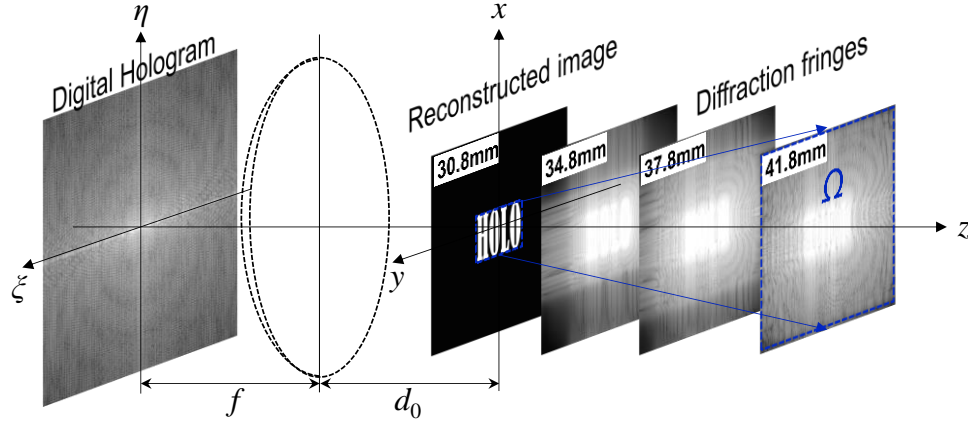 η
x
Digital Hologram
Reconstructed image
Diffraction fringes
30.8mm
34.8mm
37.8mm
41.8mm
Ω
HOLO
z
ξ
y
f
d₀